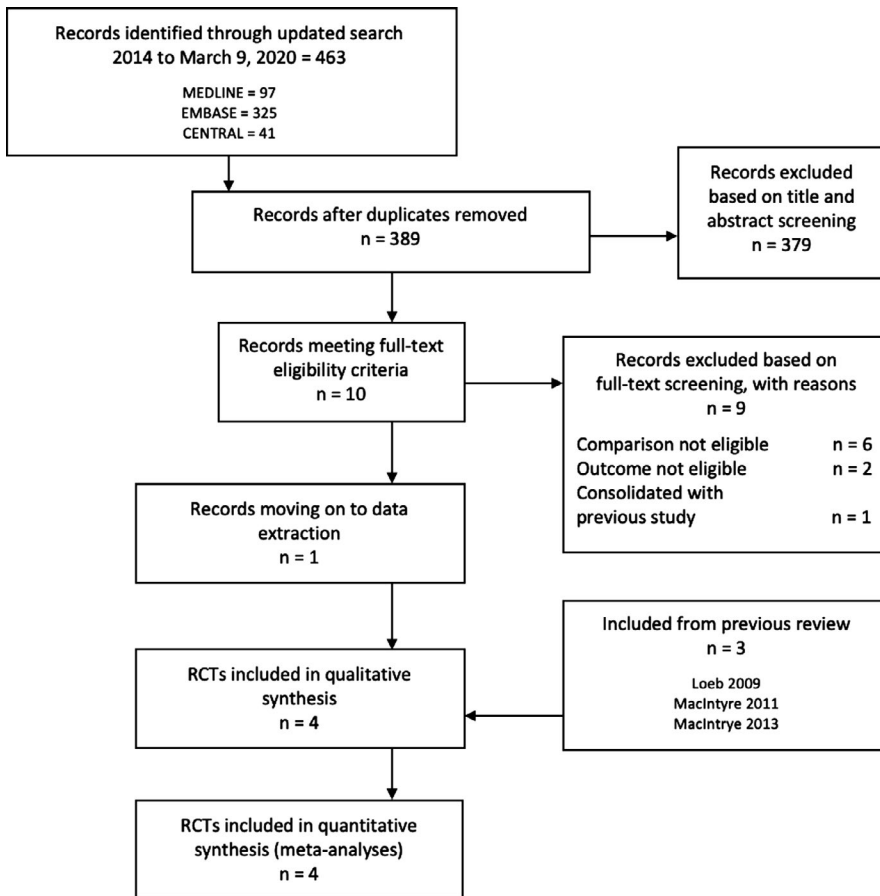 Records identified through updated search
2014 to March 9, 2020 = 463
MEDLINE = 97
EMBASE = 325
CENTRAL = 41
Records after duplicates removed
n = 389
Records excluded
based on title and
abstract screening
n = 379
Records meeting full-text
eligibility criteria
n = 10
Records excluded based on
full-text screening, with reasons
n = 9
Comparison not eligible n = 6
Outcome not eligible n = 2
Consolidated with
previous study n = 1
Records moving on to data
extraction
n = 1
Included from previous review
n = 3
Loeb 2009
MacIntyre 2011
MacIntrye 2013
RCTs included in qualitative
synthesis
n = 4
RCTs included in quantitative
synthesis (meta-analyses)
n = 4